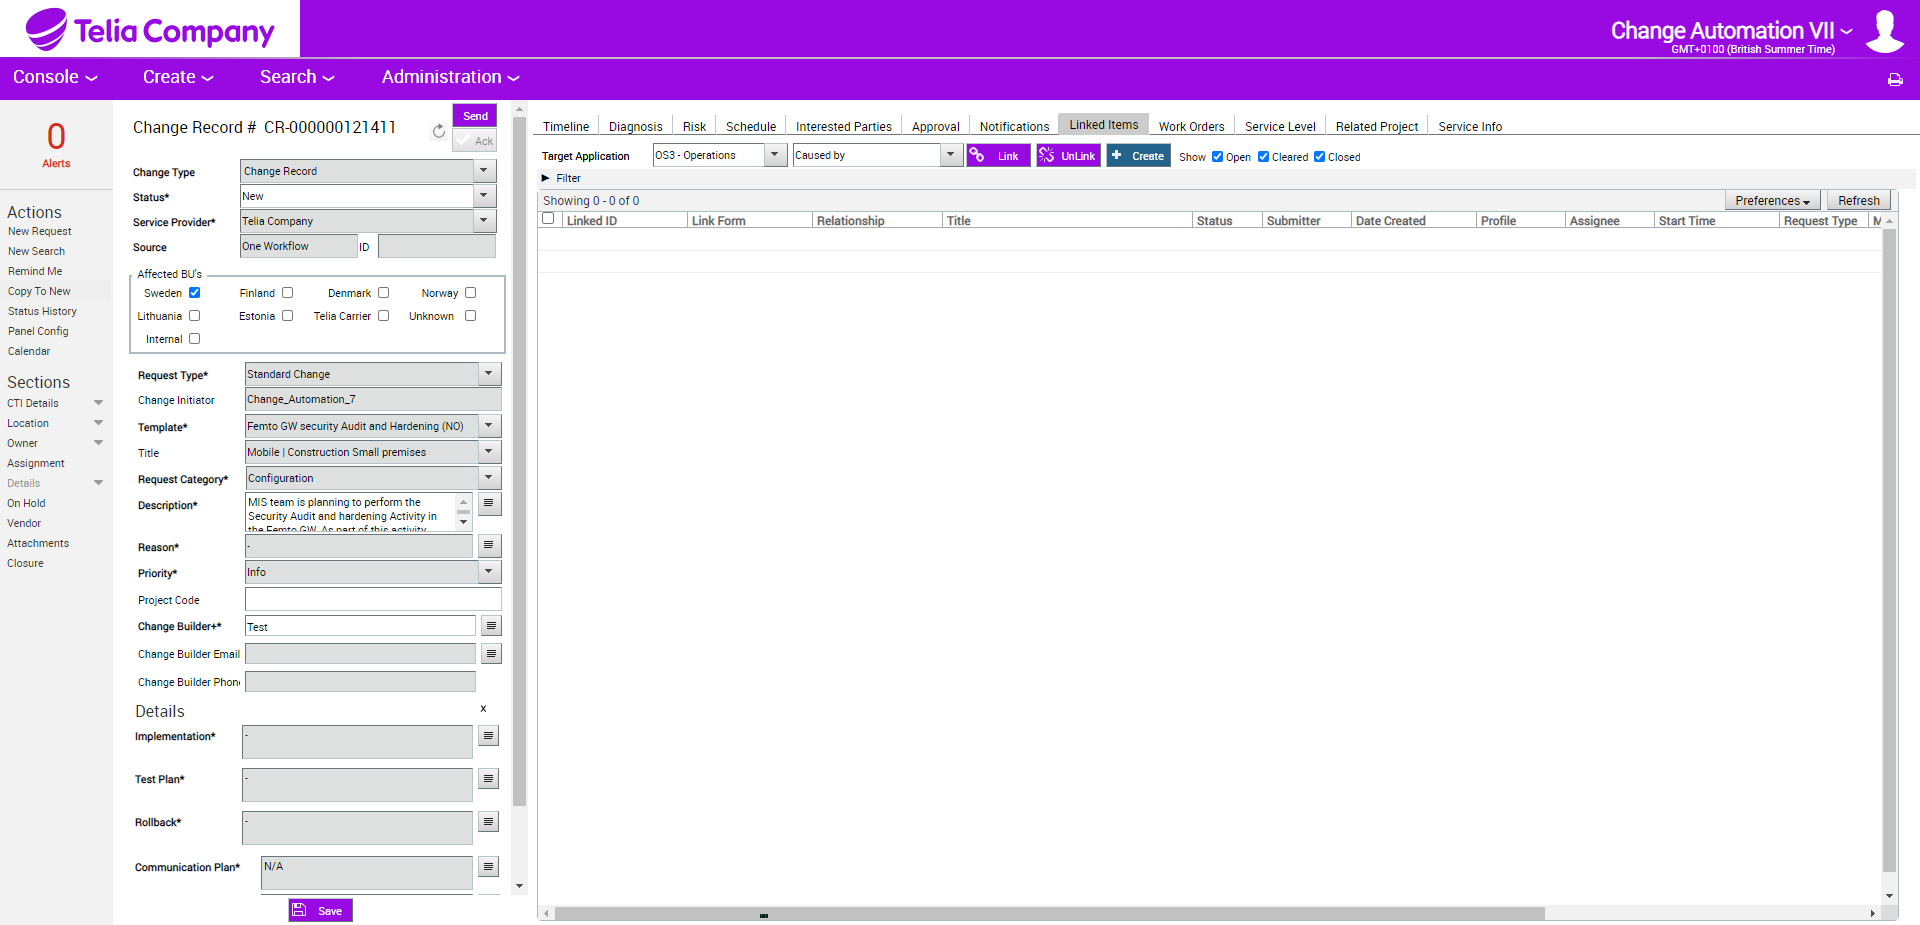 Telia Company
Change Automation VII
GMT+0100 (British Summer Time)
Console
Create
Search
Administration
0
Alerts
Actions
New Request
New Search
Remind Me
Copy To New
Status History
Panel Config
Calendar
Sections
CTI Details
Location
Owner
Assignment
Details
On Hold
Vendor
Attachments
Closure
Change Record # CR-000000121411
Send
Ack
Change Type Change Record
Status* New
Service Provider* Telia Company
Source One Workflow ID
Affected BU's
Sweden Finland Denmark Norway
Lithuania Estonia Telia Carrier Unknown
Internal
Request Type* Standard Change
Change Initiator Change_Automation_7
Template* Femto GW security Audit and Hardening (NO)
Title Mobile | Construction Small premises
Request Category* Configuration
Description* MIS team is planning to perform the
Security Audit and hardening Activity in
the Femto GW. As part of this activity
Reason* -
Priority* Info
Project Code
Change Builder+* Test
Change Builder Email
Change Builder Phone
Details x
Implementation* -
Test Plan* -
Rollback* -
Communication Plan* N/A
Save
Timeline Diagnosis Risk Schedule Interested Parties Approval Notifications Linked Items Work Orders Service Level Related Project Service Info
Target Application OS3 - Operations Caused by Link UnLink Create Show Open Cleared Closed
Filter
Showing 0 - 0 of 0 Preferences Refresh
Linked ID Link Form Relationship Title Status Submitter Date Created Profile Assignee Start Time Request Type M